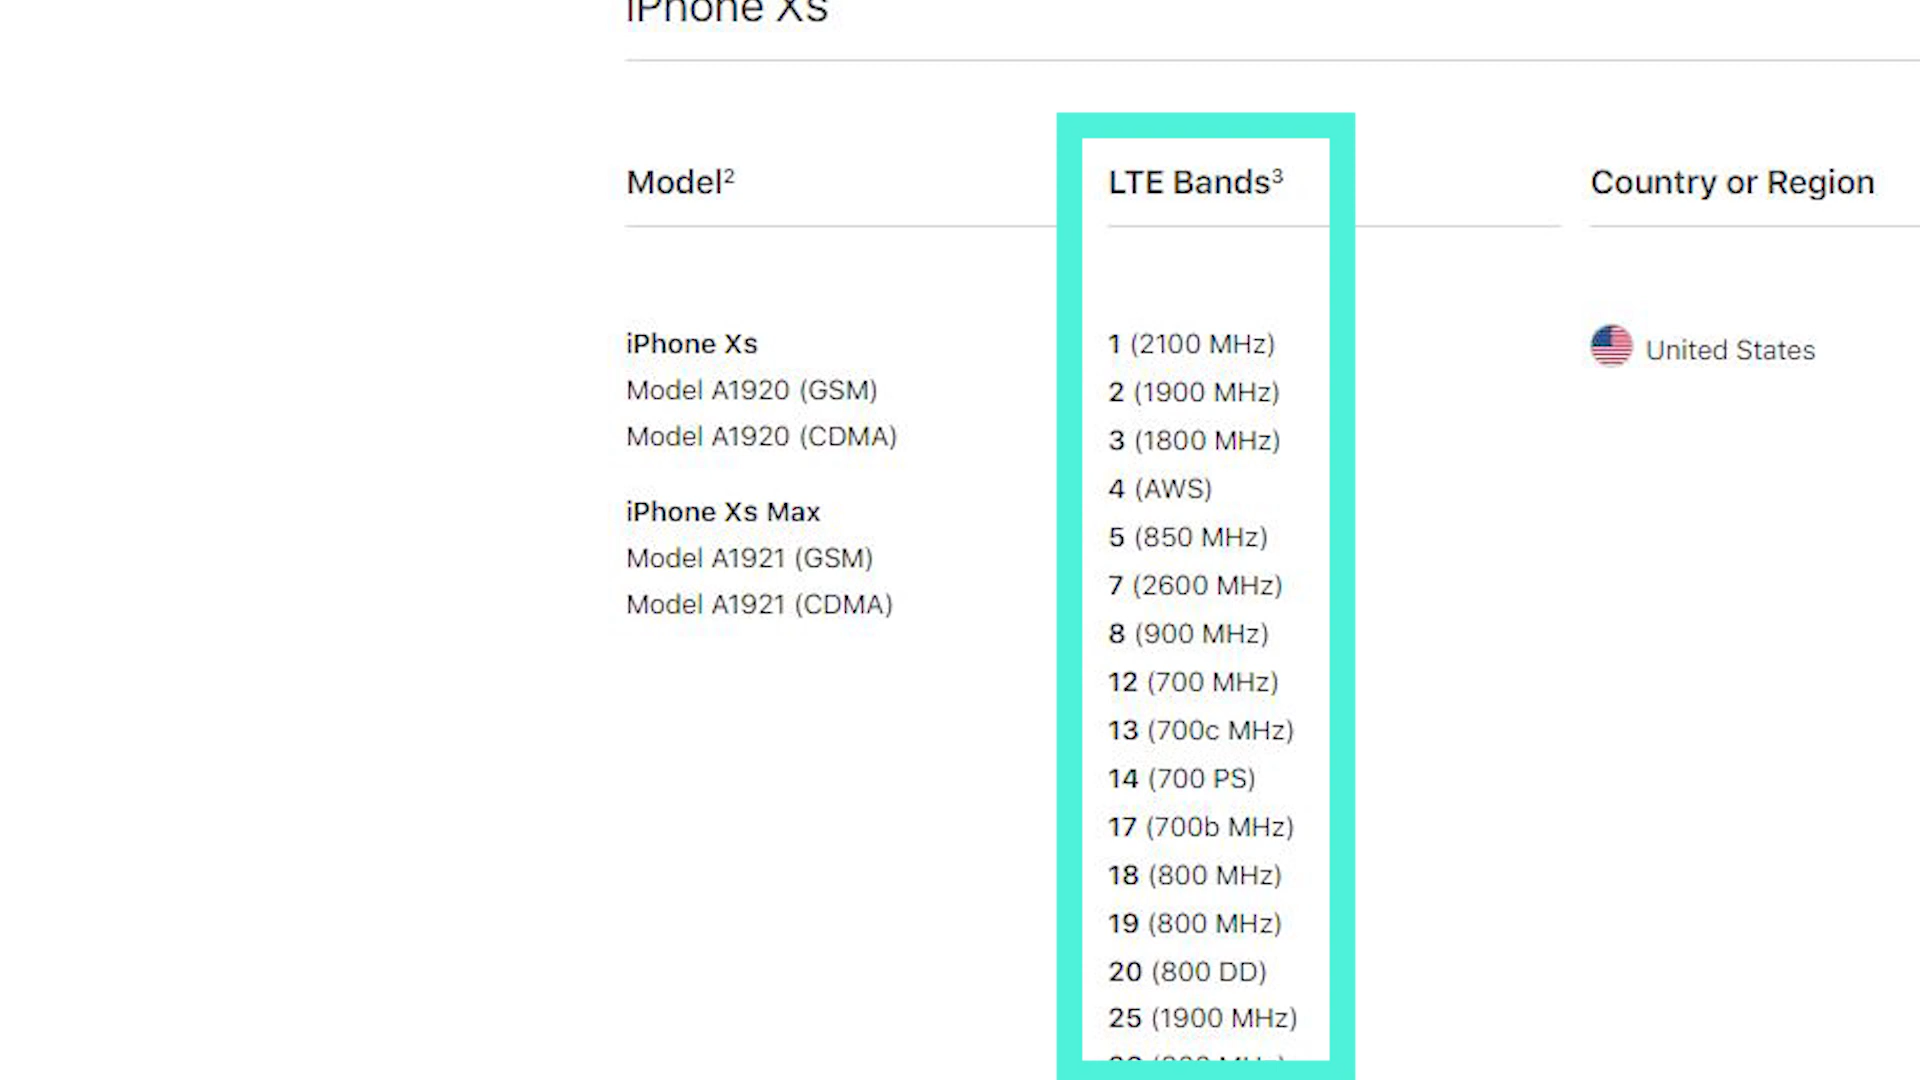 iPhone Xs
Model²
LTE Bands³
Country or Region
iPhone Xs
Model A1920 (GSM)
Model A1920 (CDMA)
iPhone Xs Max
Model A1921 (GSM)
Model A1921 (CDMA)
1 (2100 MHz)
2 (1900 MHz)
3 (1800 MHz)
4 (AWS)
5 (850 MHz)
7 (2600 MHz)
8 (900 MHz)
12 (700 MHz)
13 (700c MHz)
14 (700 PS)
17 (700b MHz)
18 (800 MHz)
19 (800 MHz)
20 (800 DD)
25 (1900 MHz)
United States